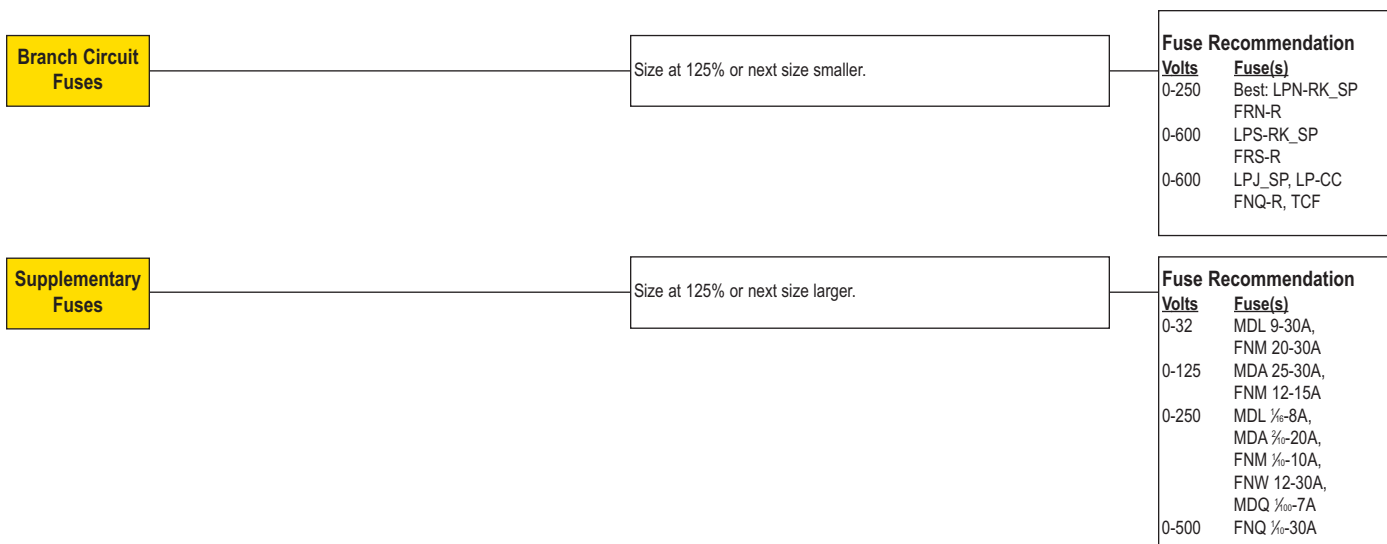 Branch Circuit
Fuses
Size at 125% or next size smaller.
Fuse Recommendation
Volts Fuse(s)
0-250 Best: LPN-RK_SP
FRN-R
0-600 LPS-RK_SP
FRS-R
0-600 LPJ_SP, LP-CC
FNQ-R, TCF
Supplementary
Fuses
Size at 125% or next size larger.
Fuse Recommendation
Volts Fuse(s)
0-32 MDL 9-30A,
FNM 20-30A
0-125 MDA 25-30A,
FNM 12-15A
0-250 MDL 1⁄16-8A,
MDA 2⁄10-20A,
FNM 1⁄10-10A,
FNW 12-30A,
MDQ 1⁄100-7A
0-500 FNQ 1⁄10-30A